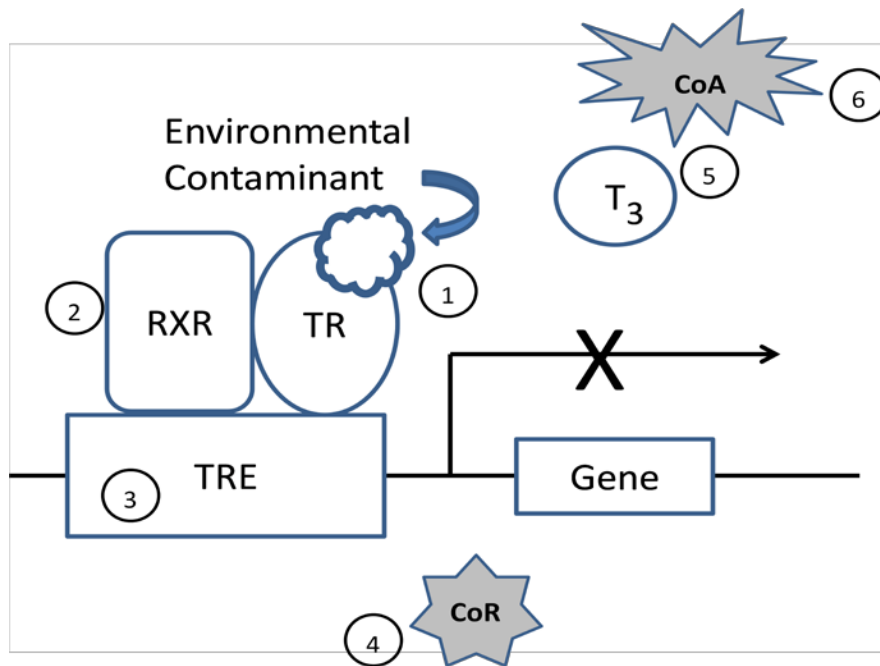 CoA
6
Environmental
Contaminant
5
T3
1
2
RXR
TR
X
TRE
3
Gene
CoR
4